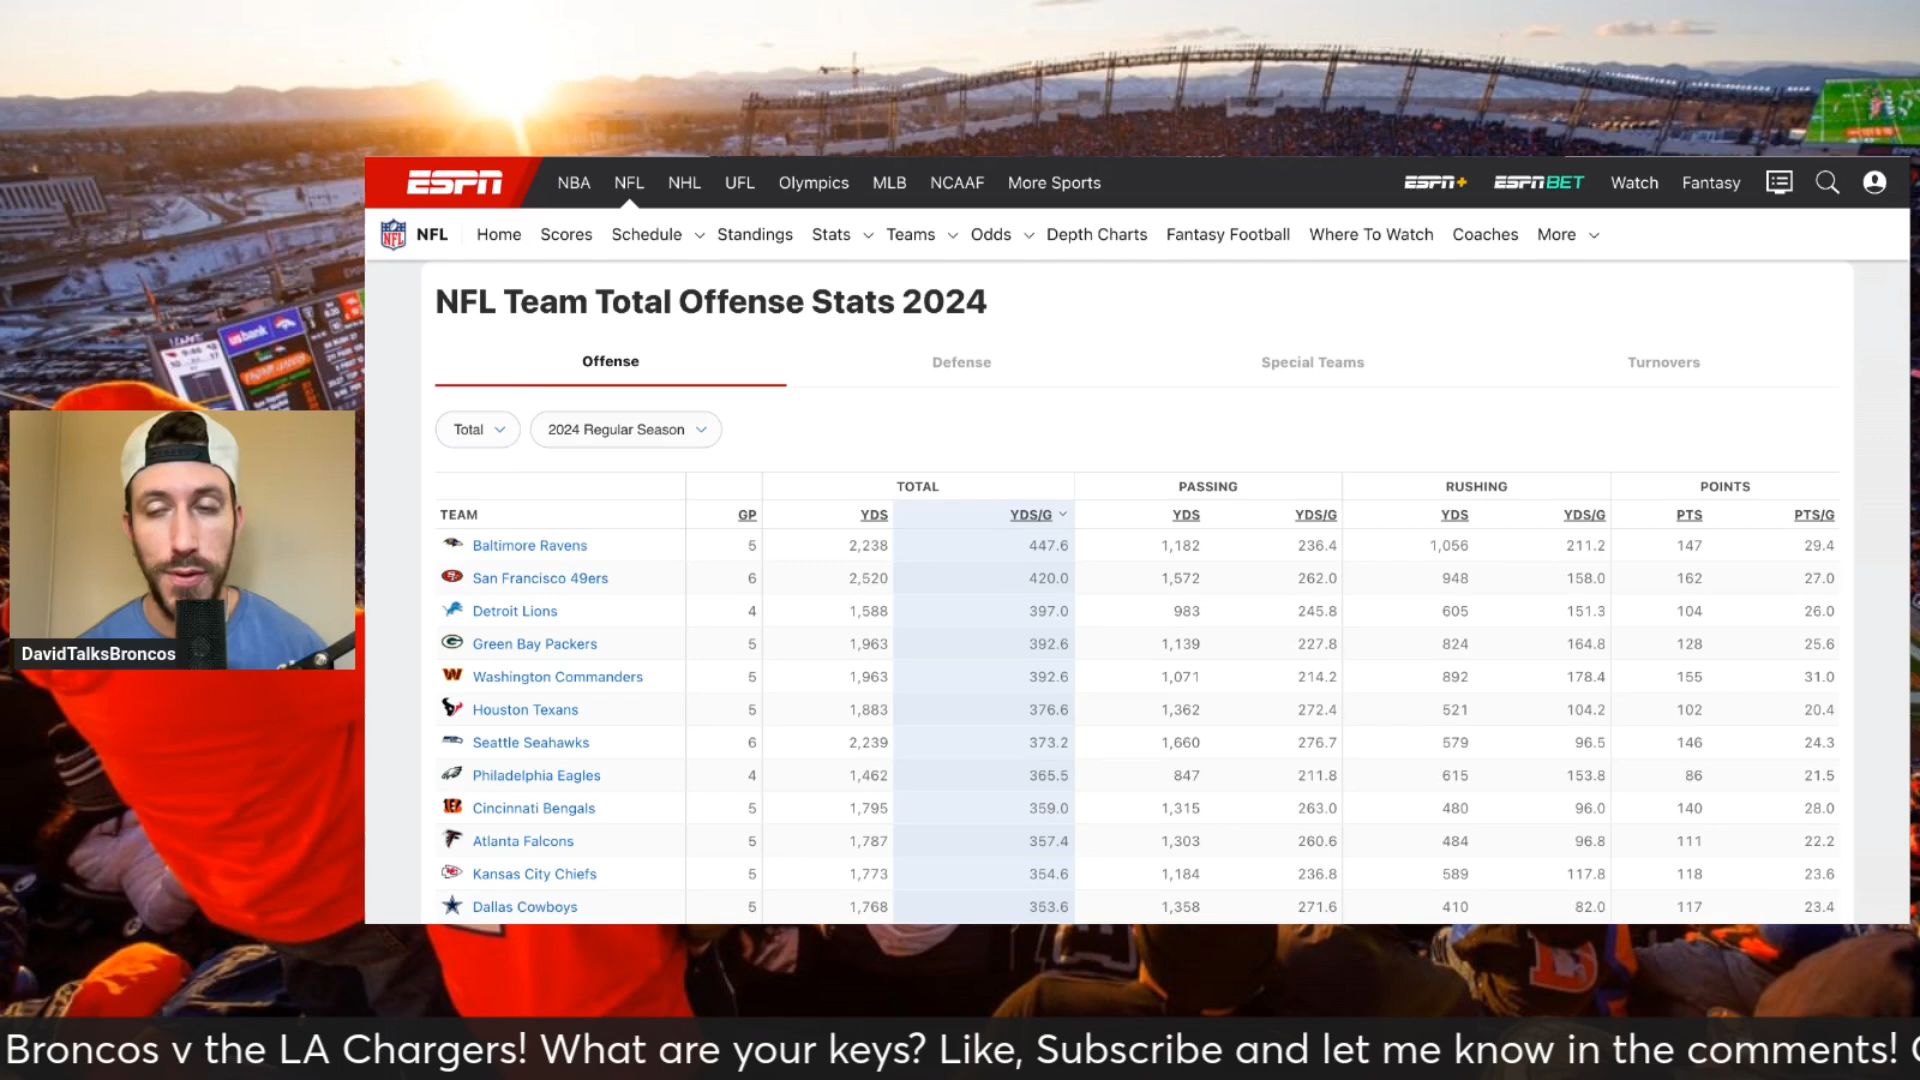 ESPN NBA NFL NHL UFL Olympics MLB NCAAF More Sports ESPN+ ESPN BET Watch Fantasy
NFL Home Scores Schedule Standings Stats Teams Odds Depth Charts Fantasy Football Where To Watch Coaches More
NFL Team Total Offense Stats 2024
Offense Defense Special Teams Turnovers
Total 2024 Regular Season
TOTAL PASSING RUSHING POINTS
TEAM GP YDS YDS/G YDS YDS/G YDS YDS/G PTS PTS/G
Baltimore Ravens 5 2,238 447.6 1,182 236.4 1,056 211.2 147 29.4
San Francisco 49ers 6 2,520 420.0 1,572 262.0 948 158.0 162 27.0
Detroit Lions 4 1,588 397.0 983 245.8 605 151.3 104 26.0
Green Bay Packers 5 1,963 392.6 1,139 227.8 824 164.8 128 25.6
Washington Commanders 5 1,963 392.6 1,071 214.2 892 178.4 155 31.0
Houston Texans 5 1,883 376.6 1,362 272.4 521 104.2 102 20.4
Seattle Seahawks 6 2,239 373.2 1,660 276.7 579 96.5 146 24.3
Philadelphia Eagles 4 1,462 365.5 847 211.8 615 153.8 86 21.5
Cincinnati Bengals 5 1,795 359.0 1,315 263.0 480 96.0 140 28.0
Atlanta Falcons 5 1,787 357.4 1,303 260.6 484 96.8 111 22.2
Kansas City Chiefs 5 1,773 354.6 1,184 236.8 589 117.8 118 23.6
Dallas Cowboys 5 1,768 353.6 1,358 271.6 410 82.0 117 23.4
usbank
DavidTalksBroncos
Broncos v the LA Chargers! What are your keys? Like, Subscribe and let me know in the comments!